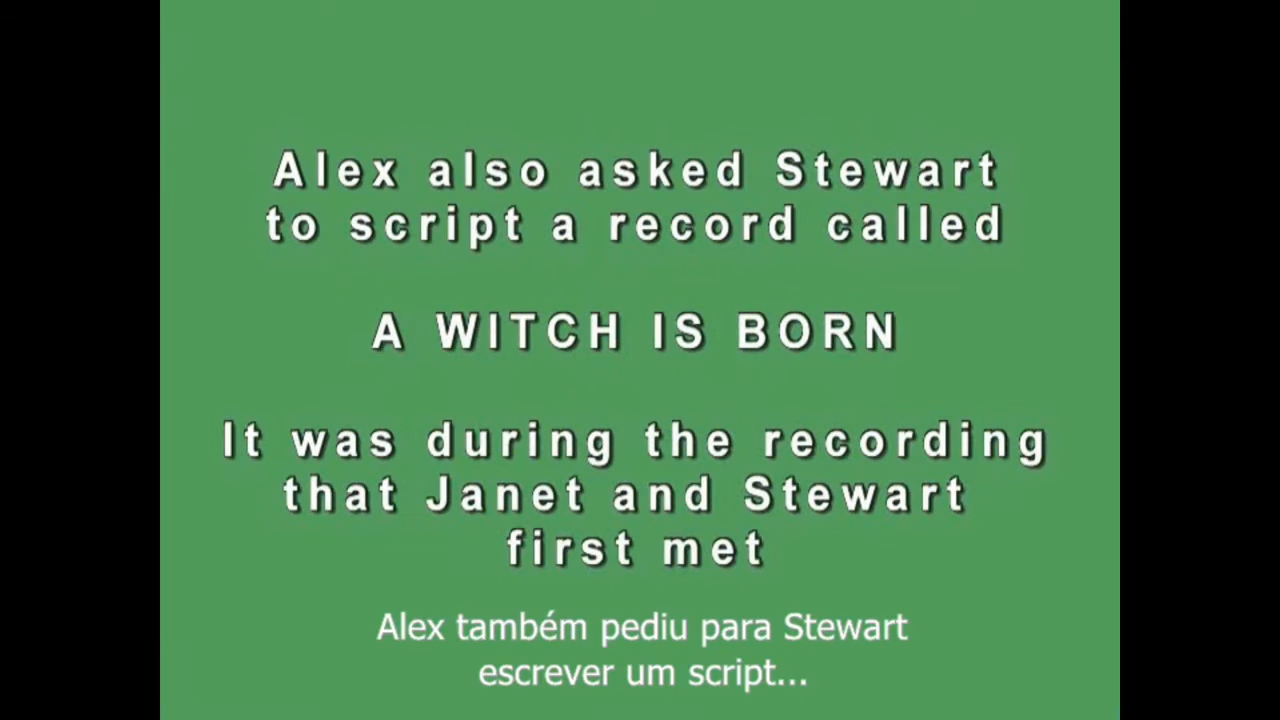 Alex also asked Stewart
to script a record called
A WITCH IS BORN
It was during the recording
that Janet and Stewart
first met
Alex também pediu para Stewart
escrever um script...